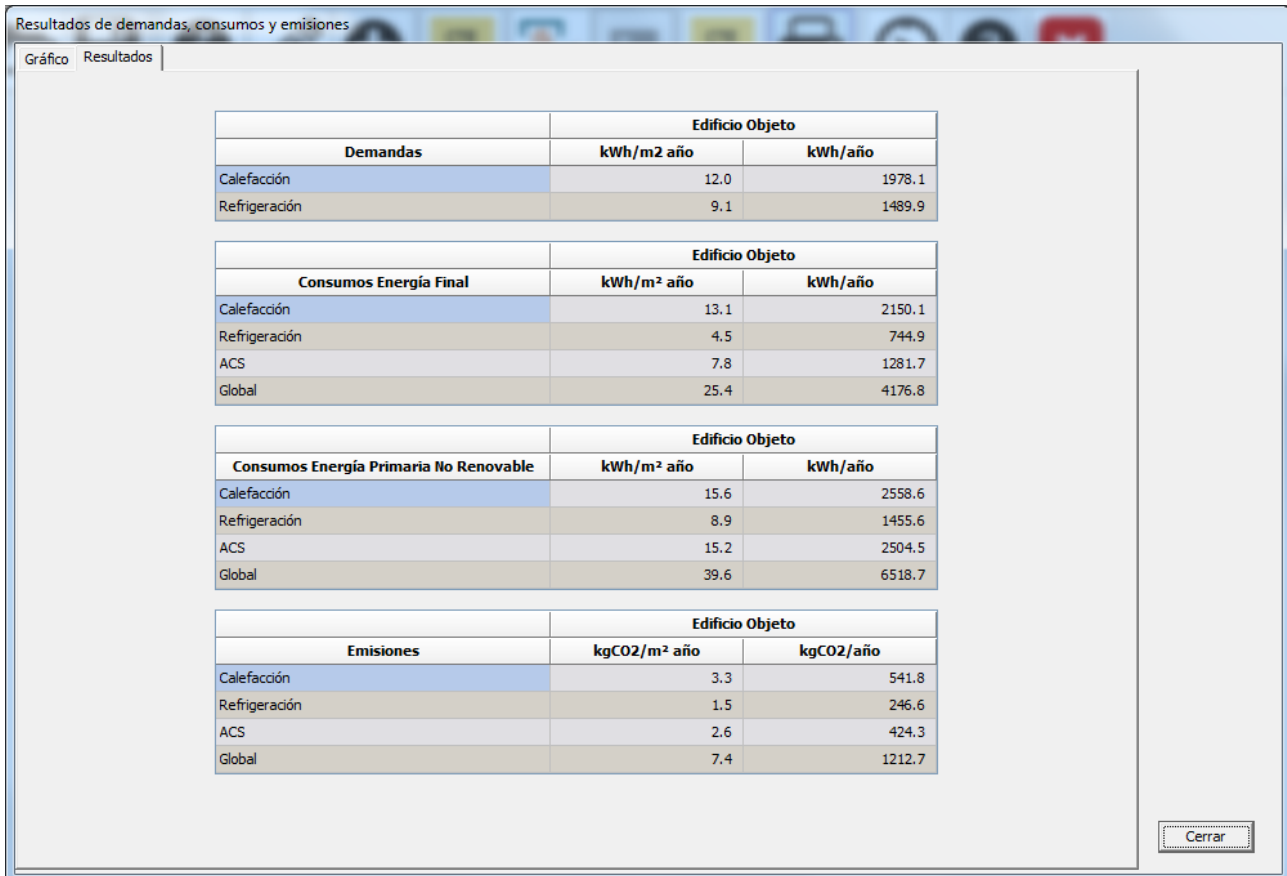 Resultados de demandas, consumos y emisiones
Gráfico Resultados
Edificio Objeto
Demandas kWh/m2 año kWh/año
Calefacción 12.0 1978.1
Refrigeración 9.1 1489.9
Edificio Objeto
Consumos Energía Final kWh/m² año kWh/año
Calefacción 13.1 2150.1
Refrigeración 4.5 744.9
ACS 7.8 1281.7
Global 25.4 4176.8
Edificio Objeto
Consumos Energía Primaria No Renovable kWh/m² año kWh/año
Calefacción 15.6 2558.6
Refrigeración 8.9 1455.6
ACS 15.2 2504.5
Global 39.6 6518.7
Edificio Objeto
Emisiones kgCO2/m² año kgCO2/año
Calefacción 3.3 541.8
Refrigeración 1.5 246.6
ACS 2.6 424.3
Global 7.4 1212.7
Cerrar